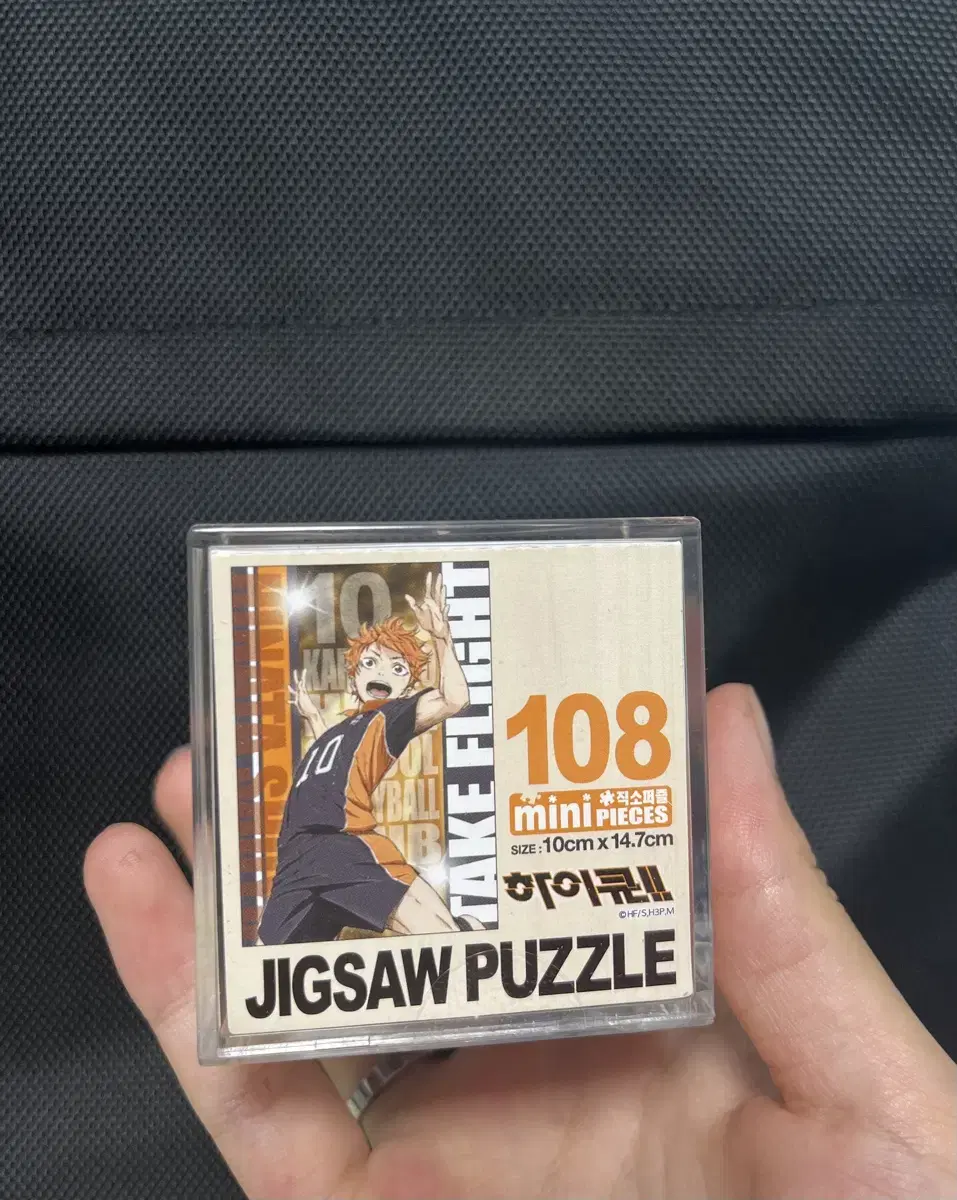 10
TAKE FLIGHT
10
108
mini 직소퍼즐 PIECES
SIZE : 10cm x 14.7cm
하이큐!!
©HF/S,H3P,M
JIGSAW PUZZLE